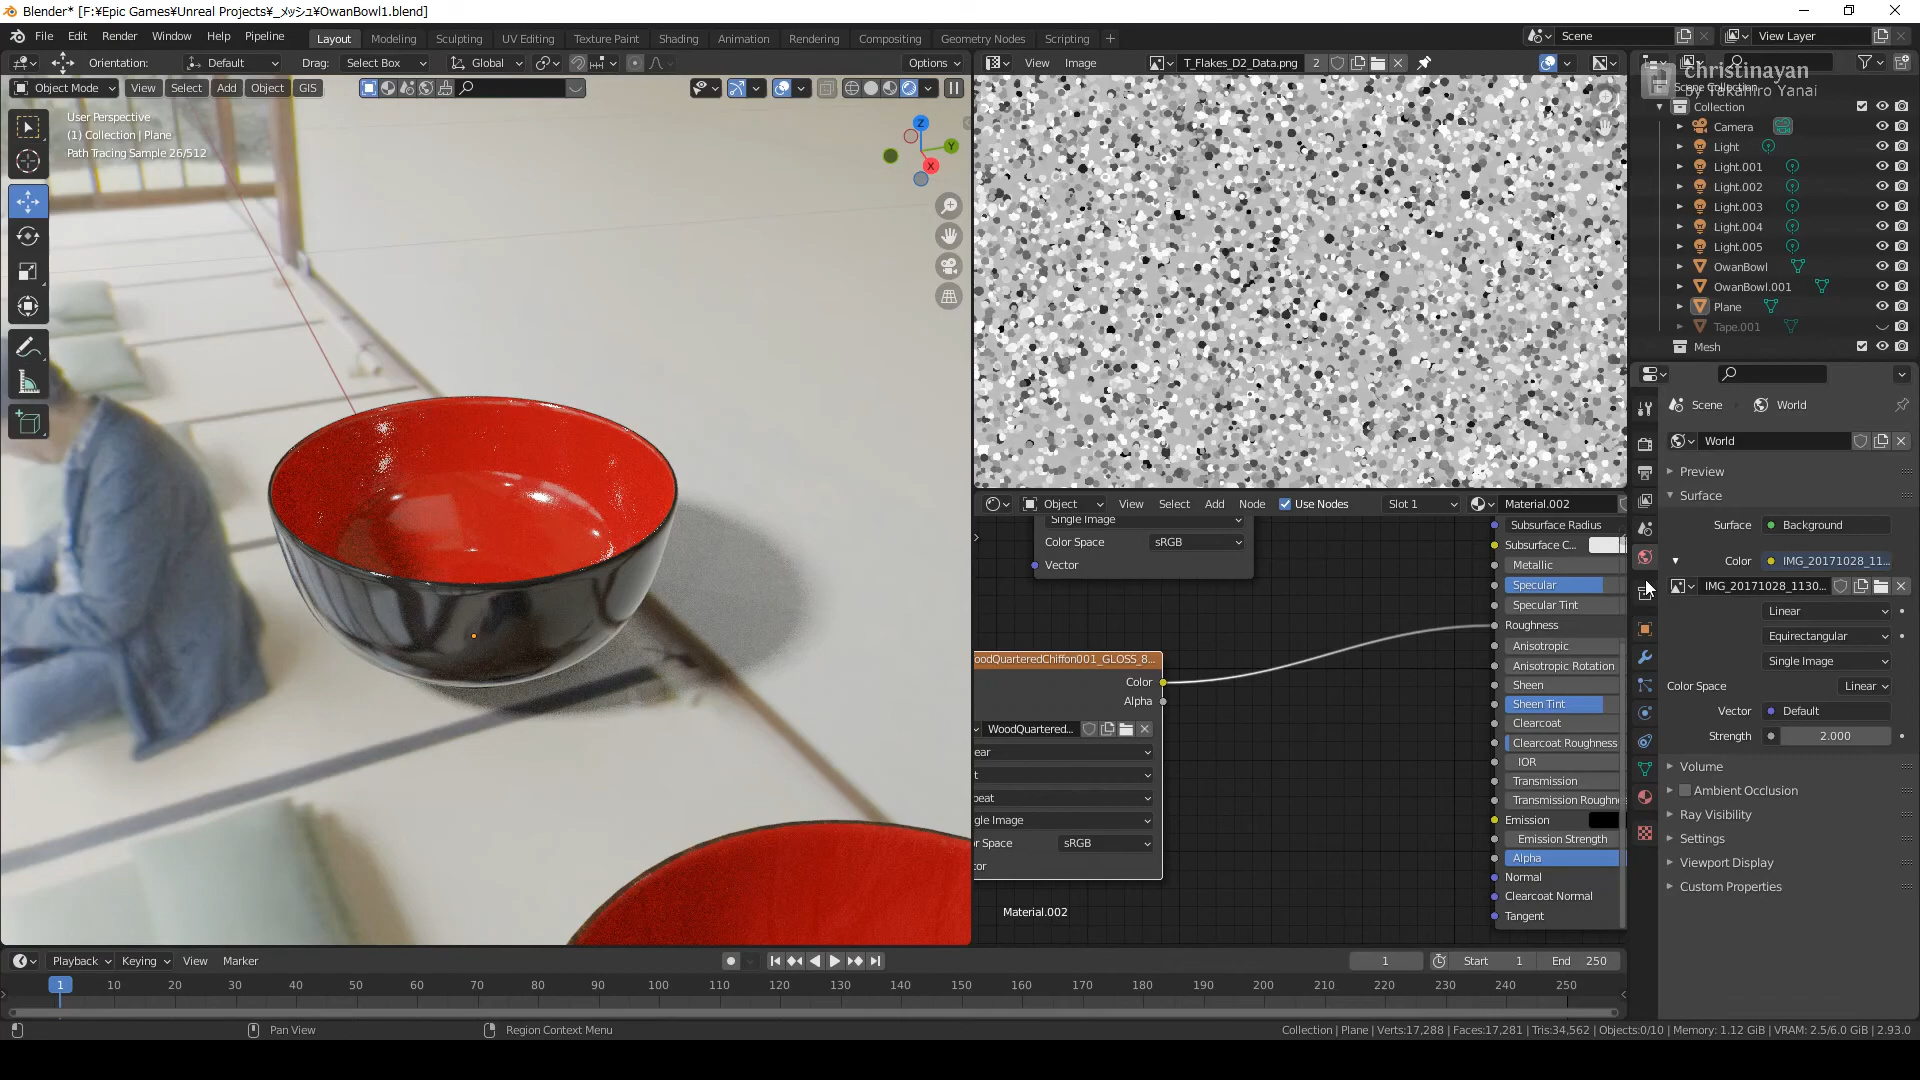 Blender* [F:¥Epic Games¥Unreal Projects¥_メッシュ¥OwanBowl1.blend]
File Edit Render Window Help Pipeline
Layout Modeling Sculpting UV Editing Texture Paint Shading Animation Rendering Compositing Geometry Nodes Scripting +
Scene
View Layer
Orientation: Default Drag: Select Box Global Options
Object Mode View Select Add Object GIS
User Perspective
(1) Collection | Plane
Path Tracing Sample 26/512
Z
Y
X
View Image T_Flakes_D2_Data.png 2
christinayan
by Takahiro Yanai
Collection
Camera
Light
Light.001
Light.002
Light.003
Light.004
Light.005
OwanBowl
OwanBowl.001
Plane
Tape.001
Mesh
Object View Select Add Node Use Nodes Slot 1 Material.002
Single Image
Color Space sRGB
Vector
oodQuarteredChiffon001_GLOSS_8...
Color
Alpha
WoodQuartered...
ear
t
peat
gle Image
r Space sRGB
tor
Material.002
Subsurface Radius
Subsurface C...
Metallic
Specular
Specular Tint
Roughness
Anisotropic
Anisotropic Rotation
Sheen
Sheen Tint
Clearcoat
Clearcoat Roughness
IOR
Transmission
Transmission Roughne
Emission
Emission Strength
Alpha
Normal
Clearcoat Normal
Tangent
Scene World
World
Preview
Surface
Surface Background
Color IMG_20171028_11...
IMG_20171028_1130...
Linear
Equirectangular
Single Image
Color Space Linear
Vector Default
Strength 2.000
Volume
Ambient Occlusion
Ray Visibility
Settings
Viewport Display
Custom Properties
Playback Keying View Marker
1 Start 1 End 250
1 10 20 30 40 50 60 70 80 90 100 110 120 130 140 150 160 170 180 190 200 210 220 230 240 250
Pan View Region Context Menu
Collection | Plane | Verts:17,288 | Faces:17,281 | Tris:34,562 | Objects:0/10 | Memory: 1.12 GiB | VRAM: 2.5/6.0 GiB | 2.93.0